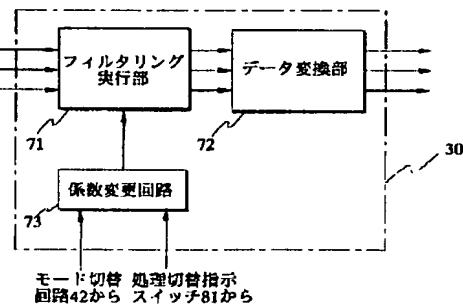 フィルタリング
実行部
データ変換部
71
72
30
係数変更回路
73
モード切替 処理切替指示
回路42から スイッチ81から